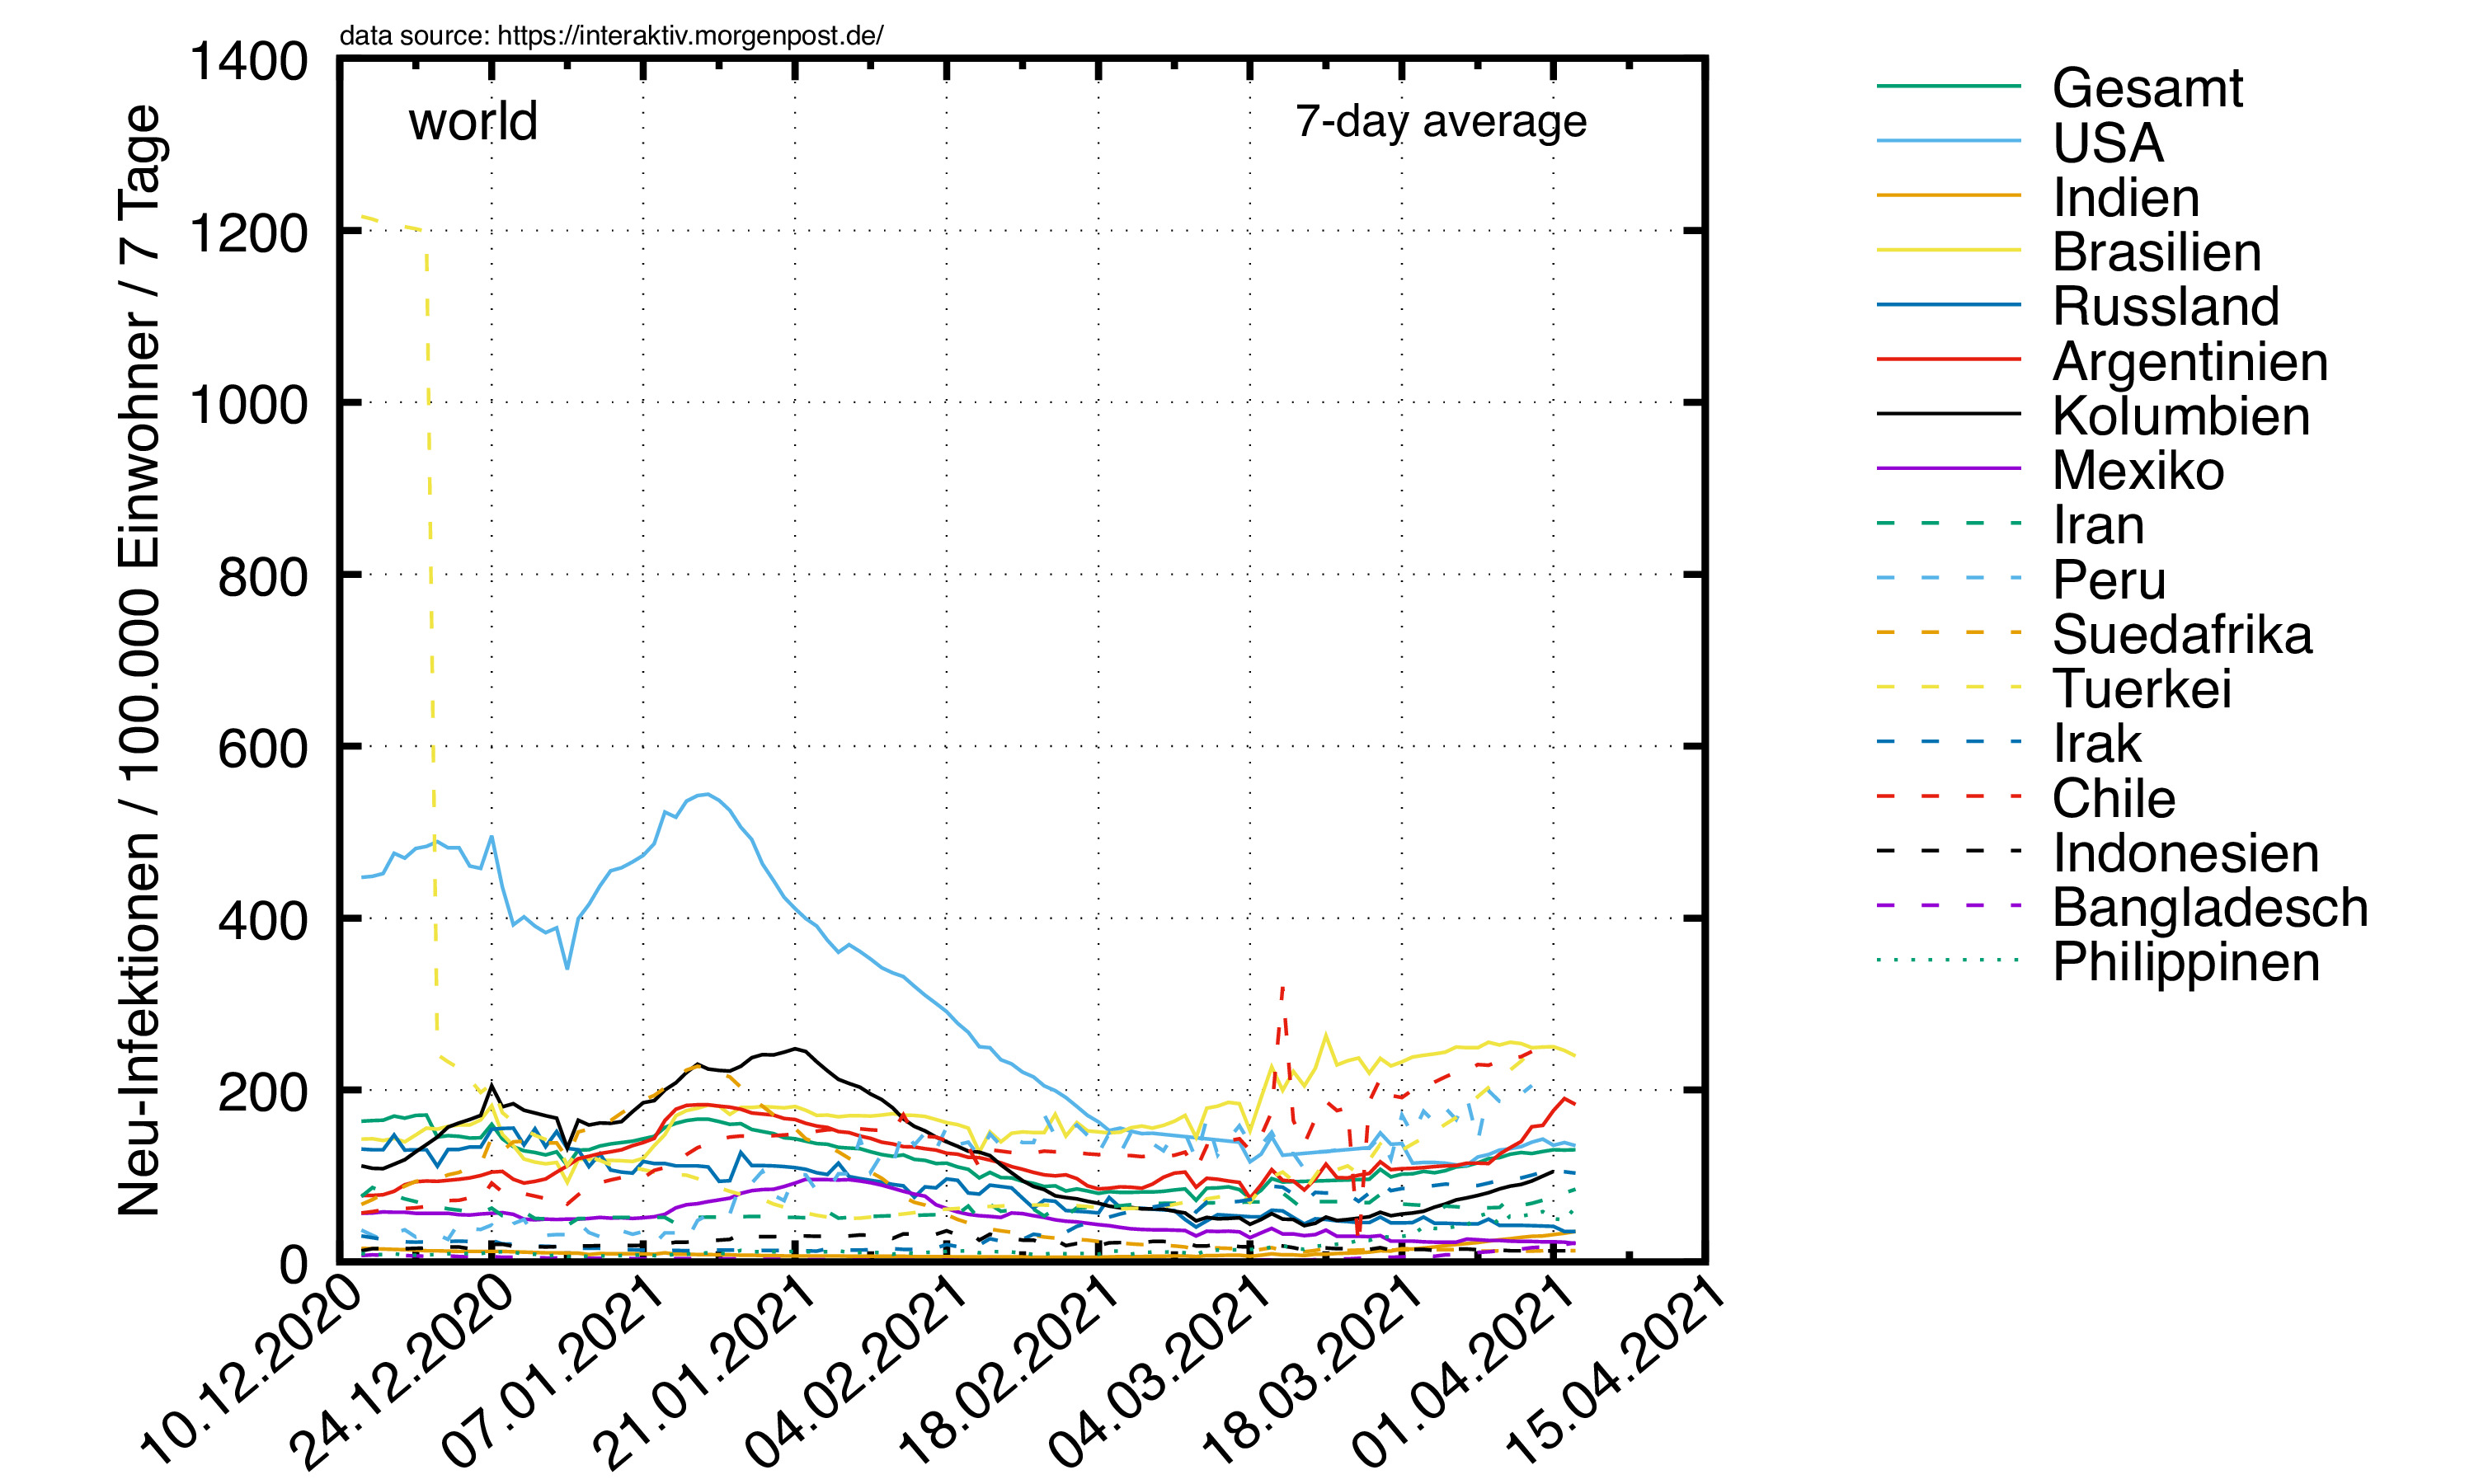 data source: https://interaktiv.morgenpost.de/
world
7-day average
Neu-Infektionen / 100.000 Einwohner / 7 Tage
1400
1200
1000
800
600
400
200
0
10.12.2020
24.12.2020
07.01.2021
21.01.2021
04.02.2021
18.02.2021
04.03.2021
18.03.2021
01.04.2021
15.04.2021
Gesamt
USA
Indien
Brasilien
Russland
Argentinien
Kolumbien
Mexiko
Iran
Peru
Suedafrika
Tuerkei
Irak
Chile
Indonesien
Bangladesch
Philippinen